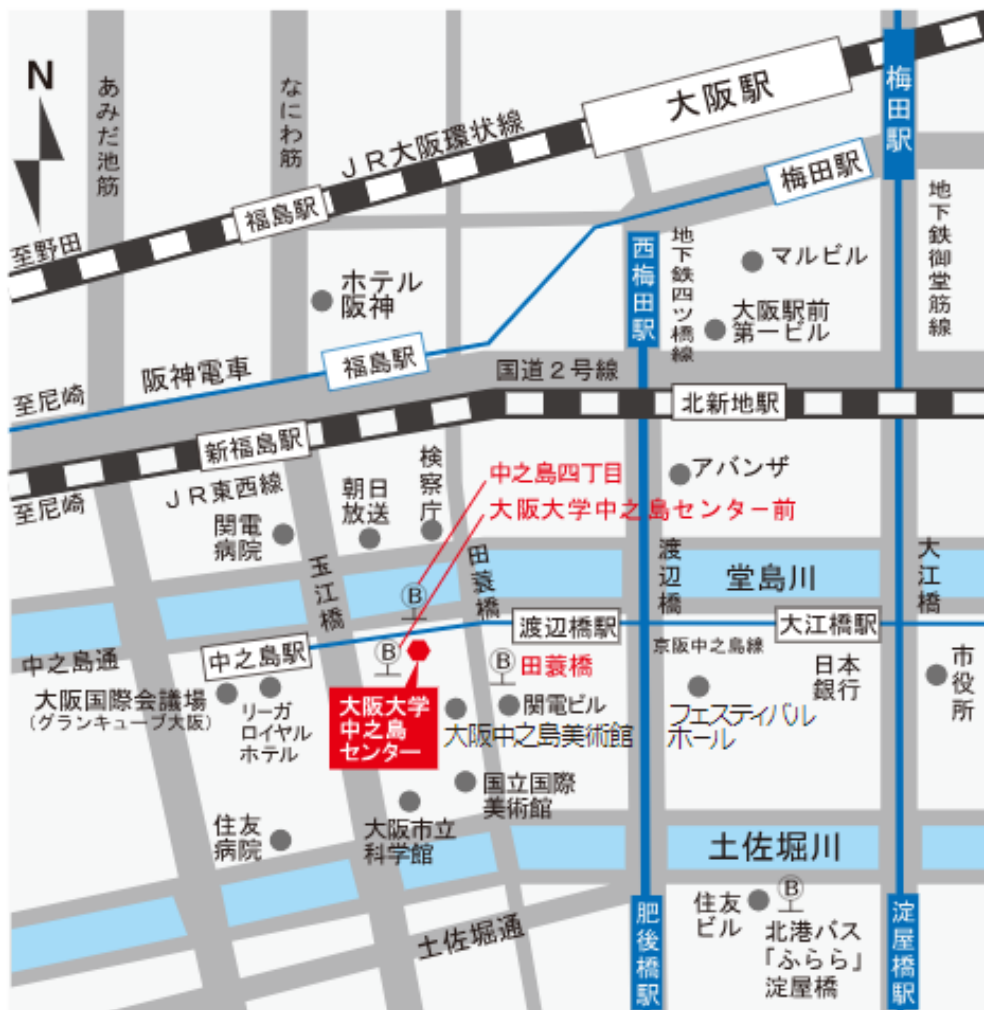 N
あみだ池筋
なにわ筋
大阪駅
梅田駅
JR大阪環状線
福島駅
梅田駅
至野田
西梅田駅
地下鉄四ツ橋線
地下鉄御堂筋線
マルビル
ホテル
阪神
大阪駅前
第一ビル
福島駅
阪神電車
国道2号線
至尼崎
北新地駅
新福島駅
検察庁
アバンザ
中之島四丁目
至尼崎
JR東西線
朝日
放送
大阪大学中之島センター前
関電
病院
玉江橋
田蓑橋
渡辺橋
堂島川
大江橋
B
渡辺橋駅
大江橋駅
中之島通
中之島駅
B
B
田蓑橋
京阪中之島線
日本
銀行
市役所
大阪国際会議場
(グランキューブ大阪)
リーガ
ロイヤル
ホテル
大阪大学
中之島
センター
関電ビル
大阪中之島美術館
フェスティバル
ホール
国立国際
美術館
住友
病院
大阪市立
科学館
土佐堀川
土佐堀通
肥後橋駅
住友
ビル
B
北港バス
「ふらら」
淀屋橋
淀屋橋駅